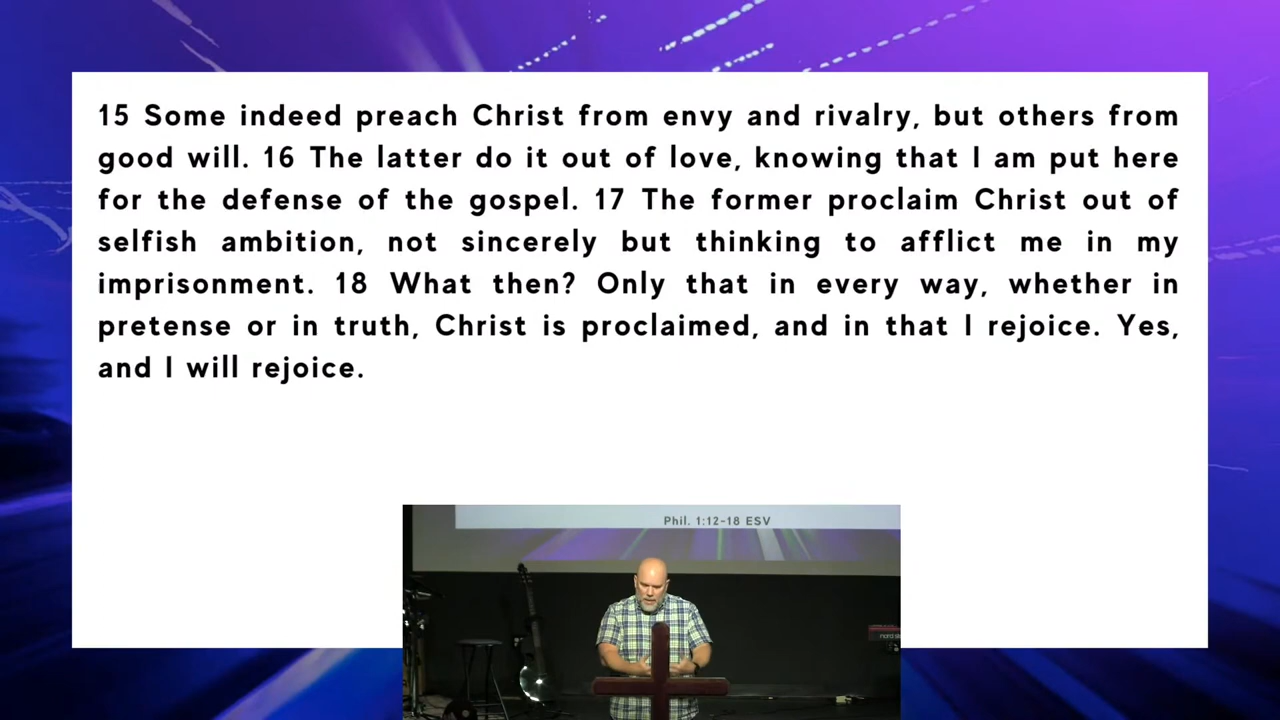 15 Some indeed preach Christ from envy and rivalry, but others from
good will. 16 The latter do it out of love, knowing that I am put here
for the defense of the gospel. 17 The former proclaim Christ out of
selfish ambition, not sincerely but thinking to afflict me in my
imprisonment. 18 What then? Only that in every way, whether in
pretense or in truth, Christ is proclaimed, and in that I rejoice. Yes,
and I will rejoice.
Phil. 1:12-18 ESV